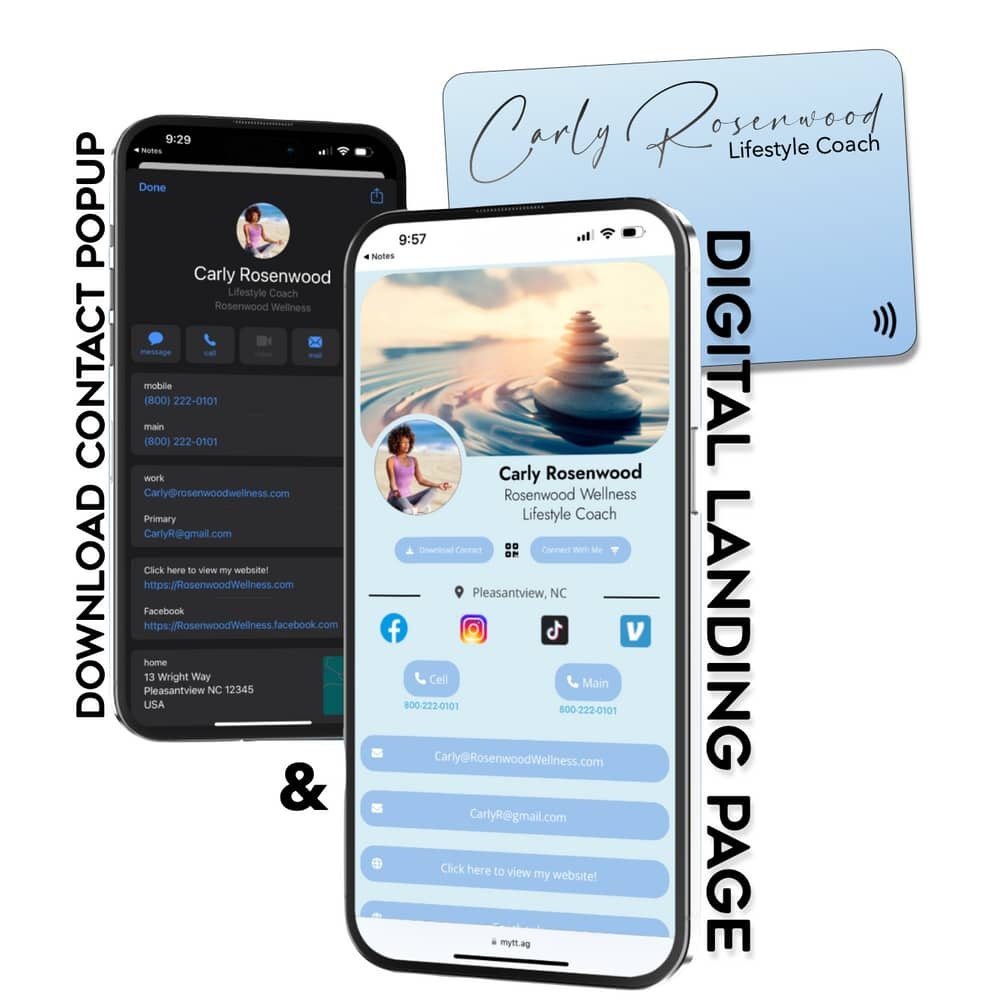 DOWNLOAD CONTACT POPUP
9:29
Notes
Done
Carly Rosenwood
Lifestyle Coach
Rosenwood Wellness
message
call
video
mail
mobile
(800) 222-0101
main
(800) 222-0101
work
Carly@rosenwoodwellness.com
Primary
CarlyR@gmail.com
Click here to view my website!
https://RosenwoodWellness.com
Facebook
https://RosenwoodWellness.facebook.com
home
13 Wright Way
Pleasantview NC 12345
USA
&
Carly Rosenwood
Lifestyle Coach
9:57
Notes
Carly Rosenwood
Rosenwood Wellness
Lifestyle Coach
Download Contact
Connect With Me
Pleasantview, NC
Cell
Main
800-222-0101
800-222-0101
Carly@RosenwoodWellness.com
CarlyR@gmail.com
Click here to view my website!
mytt.ag
DIGITAL LANDING PAGE